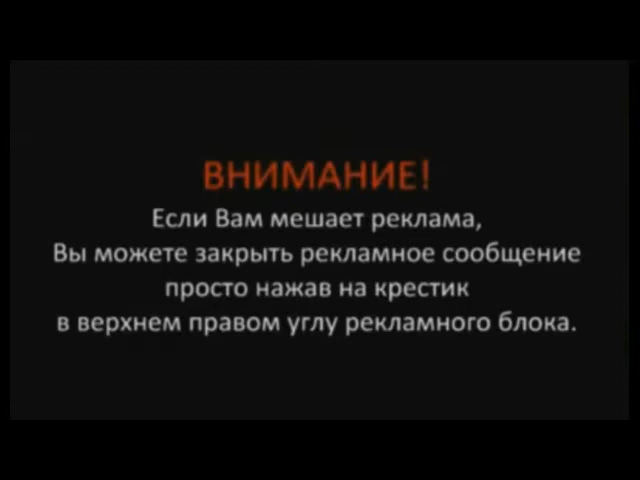 ВНИМАНИЕ!
Если Вам мешает реклама,
Вы можете закрыть рекламное сообщение
просто нажав на крестик
в верхнем правом углу рекламного блока.